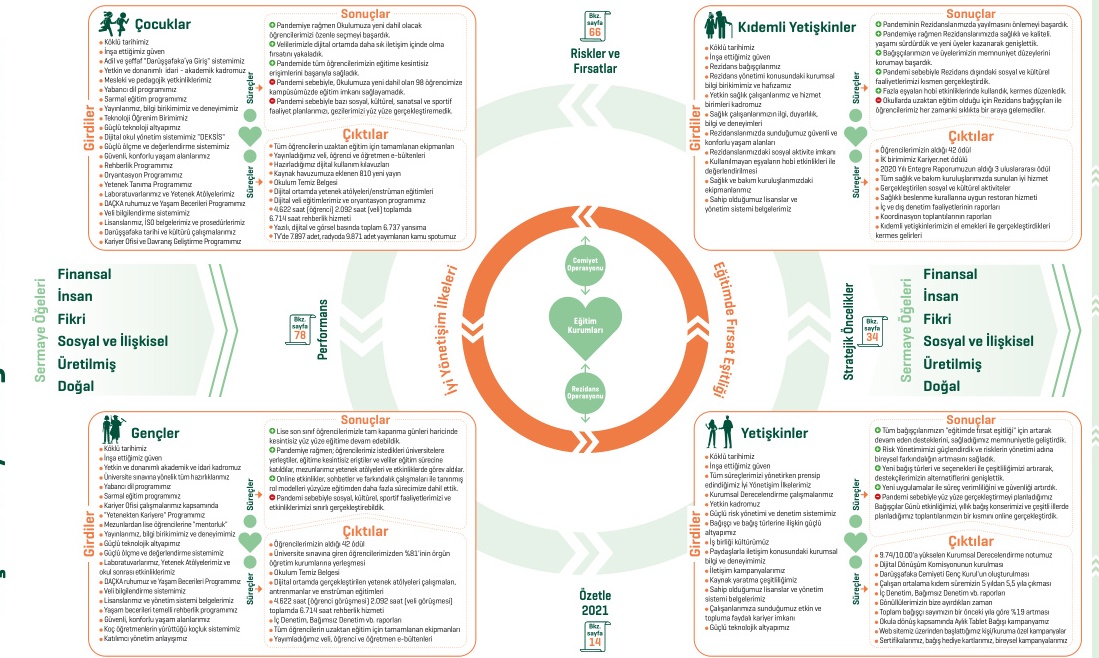 Çocuklar
Girdiler
Köklü tarihimiz
İnşa ettiğimiz güven
Adil ve şeffaf "Darüşşafaka'ya Giriş" sistemimiz
Yetkin ve donanımlı idari - akademik kadromuz
Mesleki ve pedagojik yetkinliklerimiz
Yabancı dil programımız
Sarmal eğitim programımız
Yayınlarımız, bilgi birikimimiz ve deneyimimiz
Teknoloji Öğrenim Birimimiz
Güçlü teknoloji altyapımız
Dijital okul yönetim sistemimiz "DEKSİS"
Güçlü ölçme ve değerlendirme sistemimiz
Güvenli, konforlu yaşam alanlarımız
Rehberlik Programımız
Oryantasyon Programımız
Yetenek Tanıma Programımız
Laboratuvarlarımız ve Yetenek Atölyelerimiz
DAÇKA ruhumuz ve Yaşam Becerileri Programımız
Veli bilgilendirme sistemimiz
Lisanslarımız, İSO belgelerimiz ve prosedürlerimiz
Darüşşafaka tarihi ve kültürü çalışmalarımız
Kariyer Ofisi ve Davranış Geliştirme Programımız
Süreçler
Süreçler
Sonuçlar
Pandemiye rağmen Okulumuza yeni dahil olacak
öğrencilerimizi özenle seçmeyi başardık.
Velilerimizle dijital ortamda daha sık iletişim içinde olma
fırsatını yakaladık.
Pandemide tüm öğrencilerimizin eğitime kesintisiz
erişimlerini başarıyla sağladık.
Pandemi sebebiyle, Okulumuza yeni dahil olan 98 öğrencimize
kampüsümüzde eğitim imkanı sağlayamadık.
Pandemi sebebiyle bazı sosyal, kültürel, sanatsal ve sportif
faaliyet planlarımızı, gezilerimizi yüz yüze gerçekleştiremedik.
Çıktılar
Tüm öğrencilerin uzaktan eğitim için tamamlanan ekipmanları
Yayınladığımız veli, öğrenci ve öğretmen e-bültenleri
Hazırladığımız dijital kullanım kılavuzları
Kaynak havuzumuza eklenen 810 yeni yayın
Okulum Temiz Belgesi
Dijital ortamda yetenek atölyeleri/enstrüman eğitimleri
Dijital veli eğitimlerimiz ve oryantasyon programımız
4.622 saat (öğrenci) 2.092 saat (veli) toplamda
6.714 saat rehberlik hizmeti
Yazılı, dijital ve görsel basında toplam 6.737 yansıma
TV'de 7.897 adet, radyoda 9.871 adet yayımlanan kamu spotumuz
Bkz.
sayfa
66
Riskler ve
Fırsatlar
Kıdemli Yetişkinler
Girdiler
Köklü tarihimiz
İnşa ettiğimiz güven
Rezidans bağışçılarımız
Rezidans yönetimi konusundaki kurumsal
bilgi birikimimiz ve hafızamız
Yetkin sağlık çalışanlarımız ve hizmet
birimleri kadromuz
Sağlık çalışanlarımızın ilgi, duyarlılık,
bilgi ve deneyimleri
Rezidanslarımızda sunduğumuz güvenli ve
konforlu yaşam alanları
Rezidanslarımızdaki sosyal aktivite imkanı
Kullanılmayan eşyaların hobi etkinlikleri ile
değerlendirilmesi
Sağlık ve bakım kuruluşlarımızdaki
ekipmanlarımız
Sahip olduğumuz lisanslar ve
yönetim sistemi belgelerimiz
Süreçler
Süreçler
Sonuçlar
Pandeminin Rezidanslarımızda yayılmasını önlemeyi başardık.
Pandemiye rağmen Rezidanslarımızda sağlıklı ve kaliteli
yaşamı sürdürdük ve yeni üyeler kazanarak genişlettik.
Bağışçılarımızın ve üyelerimizin memnuniyet düzeylerini
korumayı başardık.
Pandemi sebebiyle Rezidans dışındaki sosyal ve kültürel
faaliyetlerimizi kısmen gerçekleştirdik.
Fazla eşyaları hobi etkinliklerinde kullandık, kermes düzenledik.
Okullarda uzaktan eğitim olduğu için Rezidans bağışçıları ile
öğrencilerimiz her zamanki sıklıkta bir araya gelemediler.
Çıktılar
Öğrencilerimizin aldığı 42 ödül
İK birimimiz Kariyer.net ödülü
2020 Yılı Entegre Raporumuzun aldığı 3 uluslararası ödül
Tüm sağlık ve bakım kuruluşlarımızda sunulan iyi hizmet
Gerçekleştirilen sosyal ve kültürel aktiviteler
Sağlıklı beslenme kurallarına uygun restoran hizmeti
İç ve dış denetim faaliyetlerinin raporları
Koordinasyon toplantılarının raporları
Kıdemli yetişkinlerimizin el emekleri ile gerçekleştirdikleri
kermes gelirleri
Sermaye Öğeleri
Finansal
İnsan
Fikri
Sosyal ve İlişkisel
Üretilmiş
Doğal
Bkz.
sayfa
78
Performans
İyi Yönetişim İlkeleri
Cemiyet
Operasyonu
Eğitim
Kurumları
Rezidans
Operasyonu
Eğitimde Fırsat Eşitliği
Stratejik Öncelikler
Bkz.
sayfa
34
Sermaye Öğeleri
Finansal
İnsan
Fikri
Sosyal ve İlişkisel
Üretilmiş
Doğal
Gençler
Girdiler
Köklü tarihimiz
İnşa ettiğimiz güven
Yetkin ve donanımlı akademik ve idari kadromuz
Üniversite sınavına yönelik tüm hazırlıklarımız
Yabancı dil programımız
Sarmal eğitim programımız
Kariyer Ofisi çalışmalarımız kapsamında
"Yetenekten Kariyere" Programımız
Mezunlardan lise öğrencilerine "mentorluk"
Yayınlarımız, bilgi birikimimiz ve deneyimimiz
Güçlü teknoloji altyapımız
Güçlü ölçme ve değerlendirme sistemimiz
Laboratuvarlarımız, Yetenek Atölyelerimiz ve
okul sonrası etkinliklerimiz
DAÇKA ruhumuz ve Yaşam Becerileri Programımız
Veli bilgilendirme sistemimiz
Lisanslarımız ve yönetim sistemi belgelerimiz
Yaşam becerileri temelli rehberlik programımız
Güvenli, konforlu yaşam alanlarımız
Koç öğretmenlerin yürüttüğü koçluk sistemimiz
Katılımcı yönetim anlayışımız
Süreçler
Süreçler
Sonuçlar
Lise son sınıf öğrencilerimizle tam kapanma günleri haricinde
kesintisiz yüz yüze eğitime devam edebildik.
Pandemiye rağmen; öğrencilerimiz istedikleri üniversitelere
yerleştiler, eğitime kesintisiz eriştiler ve veliler eğitim sürecine
katıldılar, mezunlarımız yetenek atölyeleri ve etkinliklerde görev aldılar.
Online etkinlikler, sohbetler ve farkındalık çalışmaları ile tanınmış
rol modelleri yüzyüze eğitimden daha fazla sürecimize dahil ettik.
Pandemi sebebiyle sosyal, kültürel, sportif faaliyetlerimizi ve
etkinliklerimizi sınırlı gerçekleştirebildik.
Çıktılar
Öğrencilerimizin aldığı 42 ödül
Üniversite sınavına giren öğrencilerimizden %81'inin örgün
öğretim kurumlarına yerleşmesi
Okulum Temiz Belgesi
Dijital ortamda gerçekleştirilen yetenek atölyeleri çalışmaları,
antrenmanlar ve enstrüman eğitimleri
4.622 saat (öğrenci görüşmesi) 2.092 saat (veli görüşmesi)
toplamda 6.714 saat rehberlik hizmeti
İç Denetim, Bağımsız Denetim vb. raporları
Tüm öğrencilerin uzaktan eğitim için tamamlanan ekipmanları
Yayımladığımız veli, öğrenci ve öğretmen e-bültenleri
Özetle
2021
Bkz.
sayfa
14
Yetişkinler
Girdiler
Köklü tarihimiz
İnşa ettiğimiz güven
Tüm süreçlerimizi yönetirken prensip
edindiğimiz İyi Yönetişim İlkelerimiz
Kurumsal Derecelendirme çalışmalarımız
Yetkin kadromuz
Güçlü risk yönetimi ve denetim sistemimiz
Bağışçı ve bağış türlerine ilişkin güçlü
altyapımız
İş birliği kültürümüz
Paydaşlarla iletişim konusundaki kurumsal
bilgi ve deneyimimiz
İletişim kampanyalarımız
Kaynak yaratma çeşitliliğimiz
Sahip olduğumuz lisanslar ve yönetim
sistemi belgelerimiz
Çalışanlarımıza sunduğumuz etkin ve
topluma faydalı kariyer imkanı
Güçlü teknolojik altyapımız
Süreçler
Süreçler
Sonuçlar
Tüm bağışçılarımızın "eğitimde fırsat eşitliği" için artarak
devam eden desteklerini, sağladığımız memnuniyetle geliştirdik.
Risk Yönetimimizi güçlendirdik ve risklerin yönetimi adına
bireysel farkındalığın artmasını sağladık.
Yeni bağış türleri ve seçenekleri ile çeşitliliğimizi artırarak,
destekçilerimizin alternatiflerini genişlettik.
Yeni uygulamalar ile süreç verimliliğini ve güvenliği artırdık.
Pandemi sebebiyle yüz yüze gerçekleştirmeyi planladığımız
Bağışçılar Günü etkinliğimizi, yıllık bağış konserimizi ve çeşitli illerde
planladığımız toplantılarımızın bir kısmını online gerçekleştirdik.
Çıktılar
9.74/10.00'a yükselen Kurumsal Derecelendirme notumuz
Dijital Dönüşüm Komisyonunun kurulması
Darüşşafaka Cemiyeti Genç Kurul'un oluşturulması
Çalışan ortalama kıdem süremizin 5 yıldan 5,5 yıla çıkması
İç Denetim, Bağımsız Denetim vb. raporları
Gönüllülerimizin bize ayırdıkları zaman
Toplam bağışçı sayımızın bir önceki yıla göre %19 artması
Okula dönüş kapsamında Aylık Tablet Bağışı kampanyamız
Web sitemiz üzerinden başlattığımız kişi/kuruma özel kampanyalar
Sertifikalarımız, bağış hediye kartlarımız, bireysel kampanyalarımız